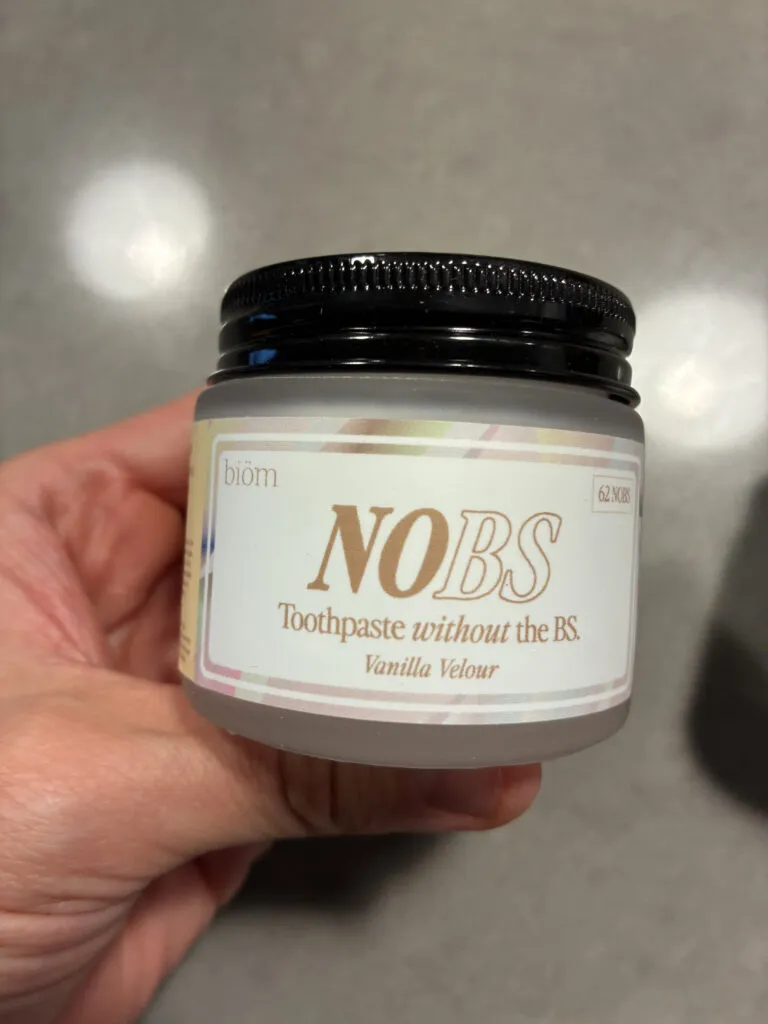 biöm
62 NOBS
NOBS
Toothpaste without the BS.
Vanilla Velour